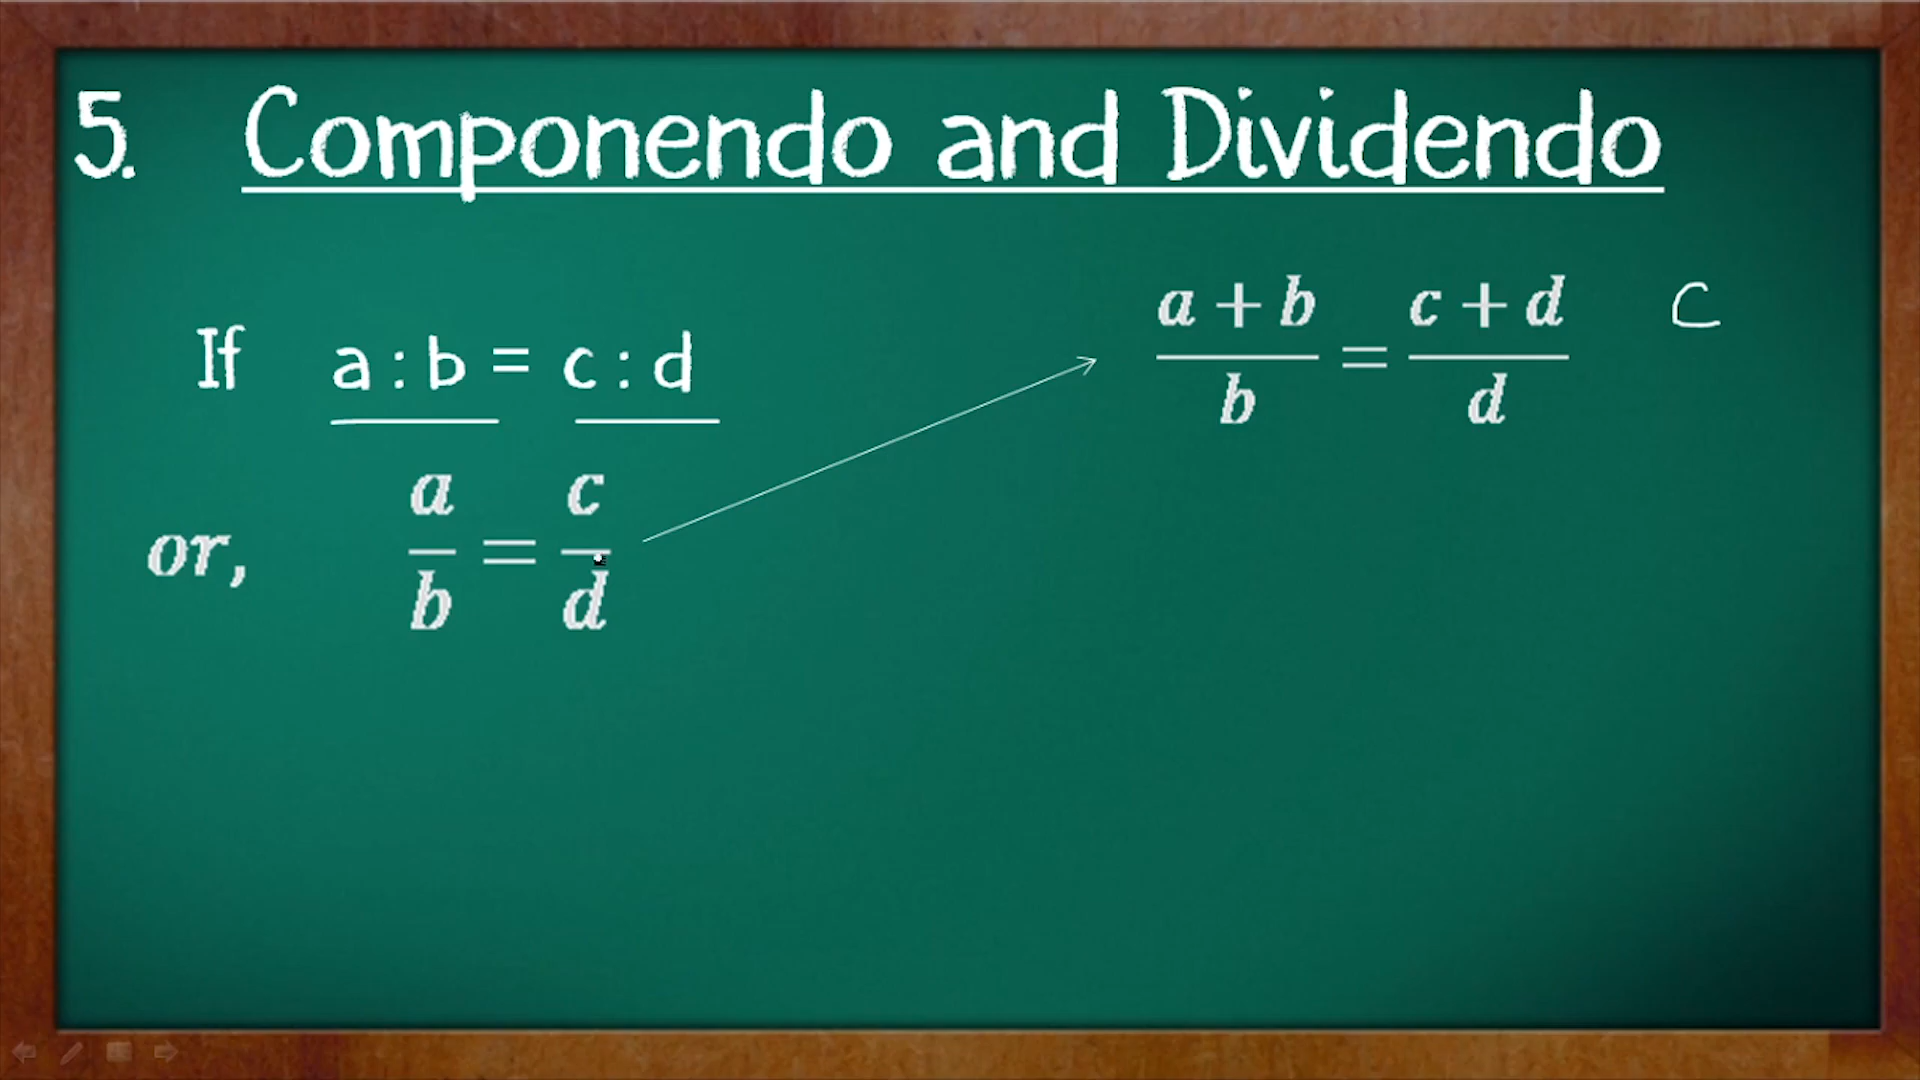 5. Componendo and Dividendo
If a : b = c : d
or, a/b = c/d
(a + b)/b = (c + d)/d C